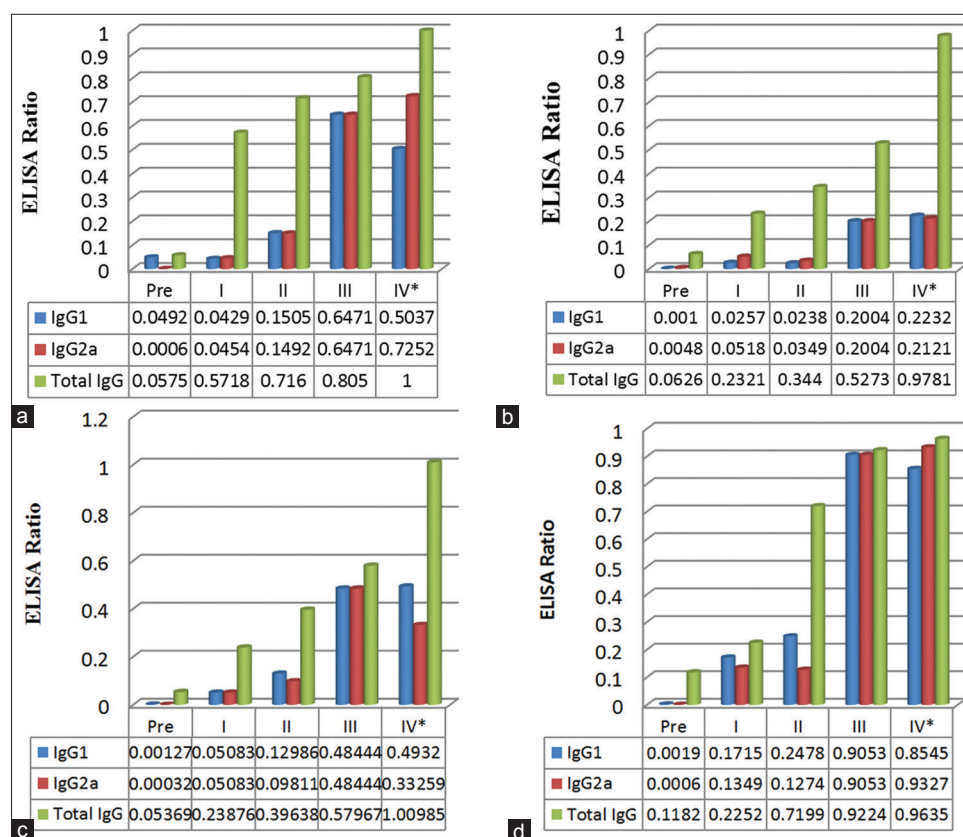 ELISA Ratio
1
0.9
0.8
0.7
0.6
0.5
0.4
0.3
0.2
0.1
0
Pre I II III IV*
IgG1 0.0492 0.0429 0.1505 0.6471 0.5037
IgG2a 0.0006 0.0454 0.1492 0.6471 0.7252
Total IgG 0.0575 0.5718 0.716 0.805 1
a
ELISA Ratio
1
0.9
0.8
0.7
0.6
0.5
0.4
0.3
0.2
0.1
0
Pre I II III IV*
IgG1 0.001 0.0257 0.0238 0.2004 0.2232
IgG2a 0.0048 0.0518 0.0349 0.2004 0.2121
Total IgG 0.0626 0.2321 0.344 0.5273 0.9781
b
ELISA Ratio
1.2
1
0.8
0.6
0.4
0.2
0
Pre I II III IV*
IgG1 0.00127 0.05083 0.12986 0.48444 0.4932
IgG2a 0.00032 0.05083 0.09811 0.48444 0.33259
Total IgG 0.05369 0.23876 0.39638 0.57967 1.00985
c
ELISA Ratio
1
0.9
0.8
0.7
0.6
0.5
0.4
0.3
0.2
0.1
0
Pre I II III IV*
IgG1 0.0019 0.1715 0.2478 0.9053 0.8545
IgG2a 0.0006 0.1349 0.1274 0.9053 0.9327
Total IgG 0.1182 0.2252 0.7199 0.9224 0.9635
d